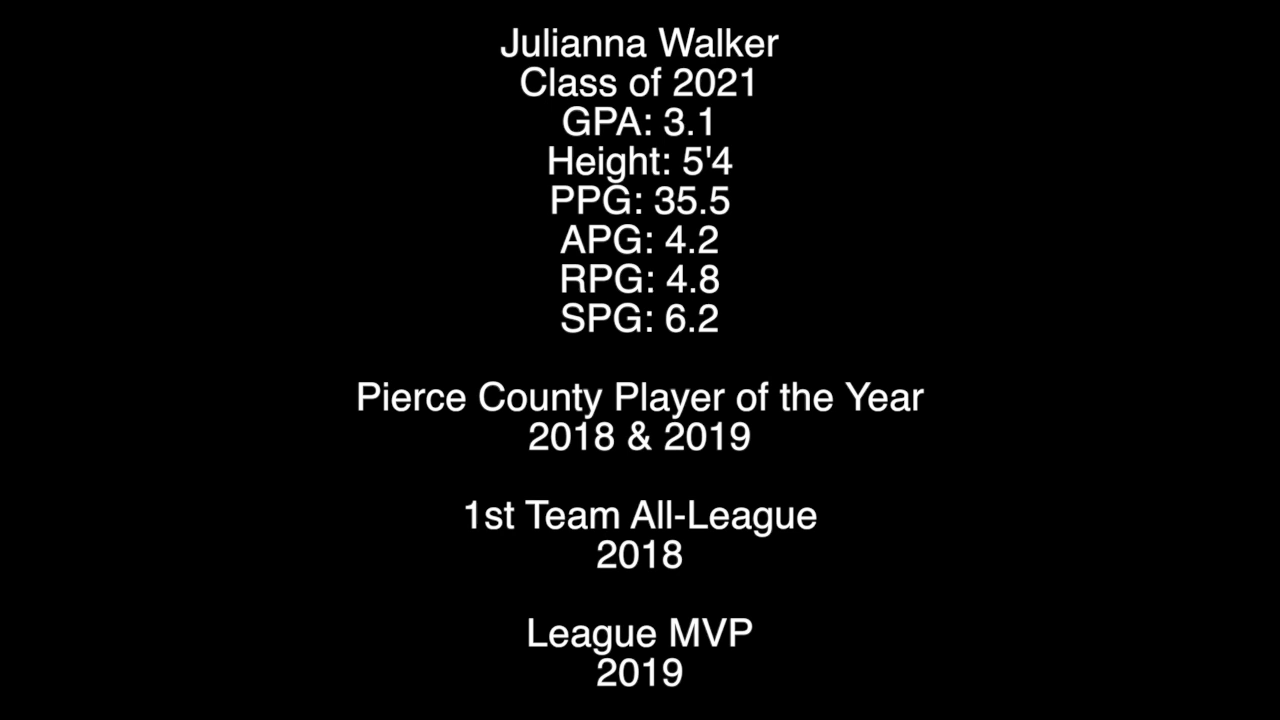 Julianna Walker
Class of 2021
GPA: 3.1
Height: 5'4
PPG: 35.5
APG: 4.2
RPG: 4.8
SPG: 6.2
Pierce County Player of the Year
2018 & 2019
1st Team All-League
2018
League MVP
2019